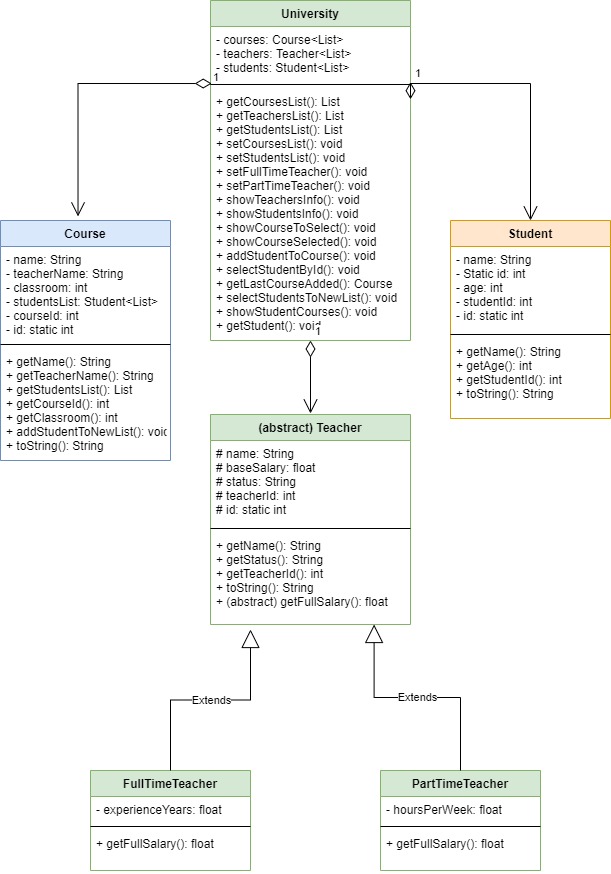 University
- courses: Course<List>
- teachers: Teacher<List>
- students: Student<List>
1
1
+ getCoursesList(): List
+ getTeachersList(): List
+ getStudentsList(): List
+ setCoursesList(): void
+ setStudentsList(): void
+ setFullTimeTeacher(): void
+ setPartTimeTeacher(): void
+ showTeachersInfo(): void
+ showStudentsInfo(): void
+ showCourseToSelect(): void
+ showCourseSelected(): void
+ addStudentToCourse(): void
+ selectStudentById(): void
+ getLastCourseAdded(): Course
+ selectStudentsToNewList(): void
+ showStudentCourses(): void
+ getStudent(): void
1
Course
- name: String
- teacherName: String
- classroom: int
- studentsList: Student<List>
- courseId: int
- id: static int
+ getName(): String
+ getTeacherName(): String
+ getStudentsList(): List
+ getCourseId(): int
+ getClassroom(): int
+ addStudentToNewList(): void
+ toString(): String
Student
- name: String
- Static id: int
- age: int
- studentId: int
- id: static int
+ getName(): String
+ getAge(): int
+ getStudentId(): int
+ toString(): String
(abstract) Teacher
# name: String
# baseSalary: float
# status: String
# teacherId: int
# id: static int
+ getName(): String
+ getStatus(): String
+ getTeacherId(): int
+ toString(): String
+ (abstract) getFullSalary(): float
Extends
Extends
FullTimeTeacher
- experienceYears: float
+ getFullSalary(): float
PartTimeTeacher
- hoursPerWeek: float
+ getFullSalary(): float